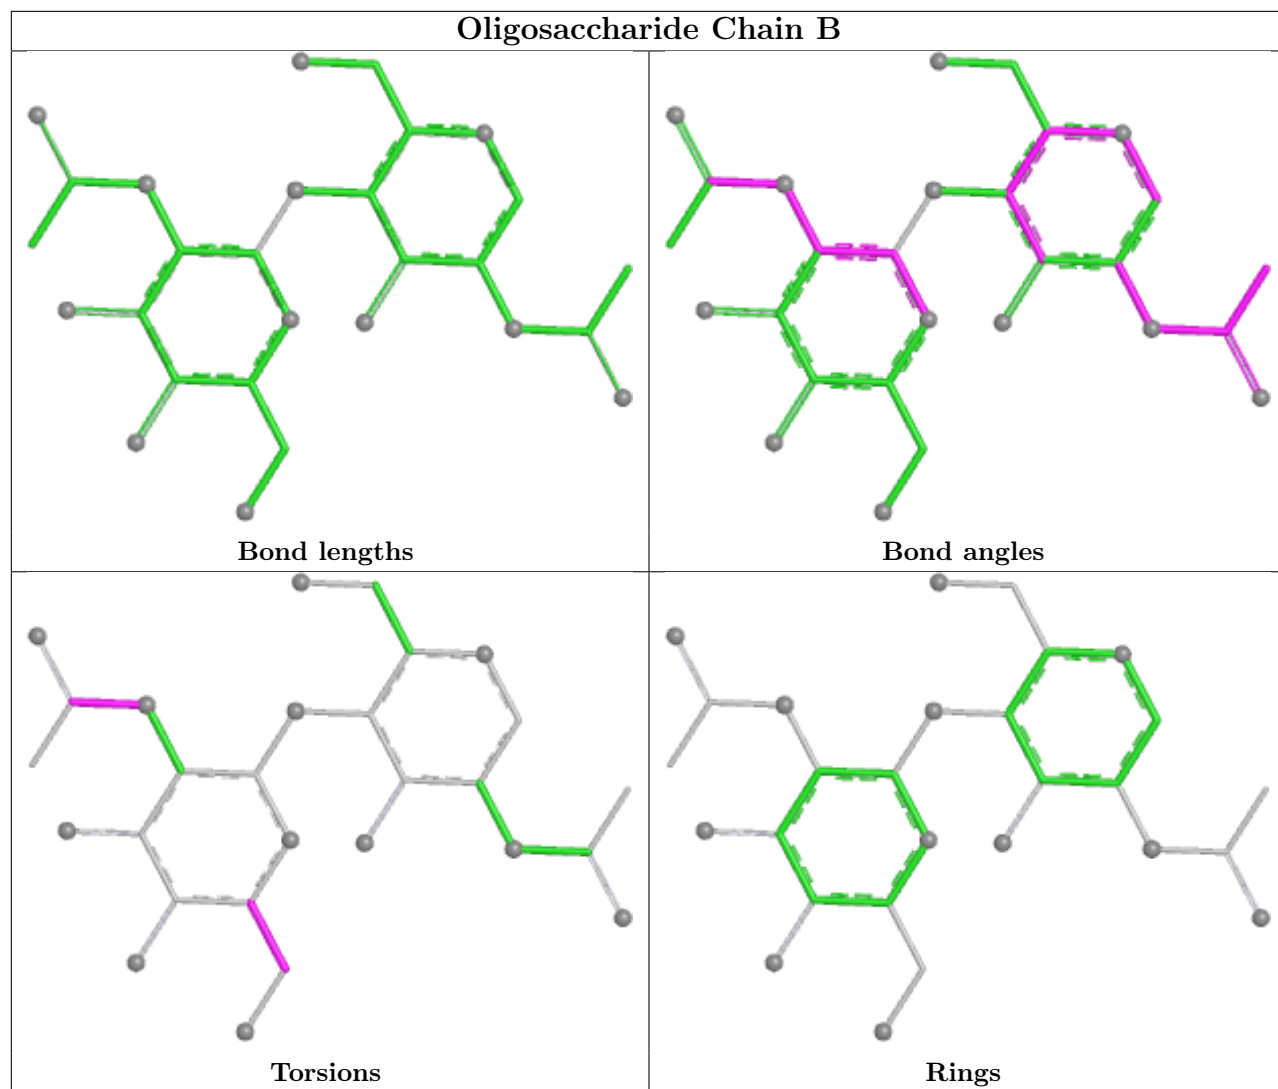 Oligosaccharide Chain B
Bond lengths
Bond angles
Torsions
Rings